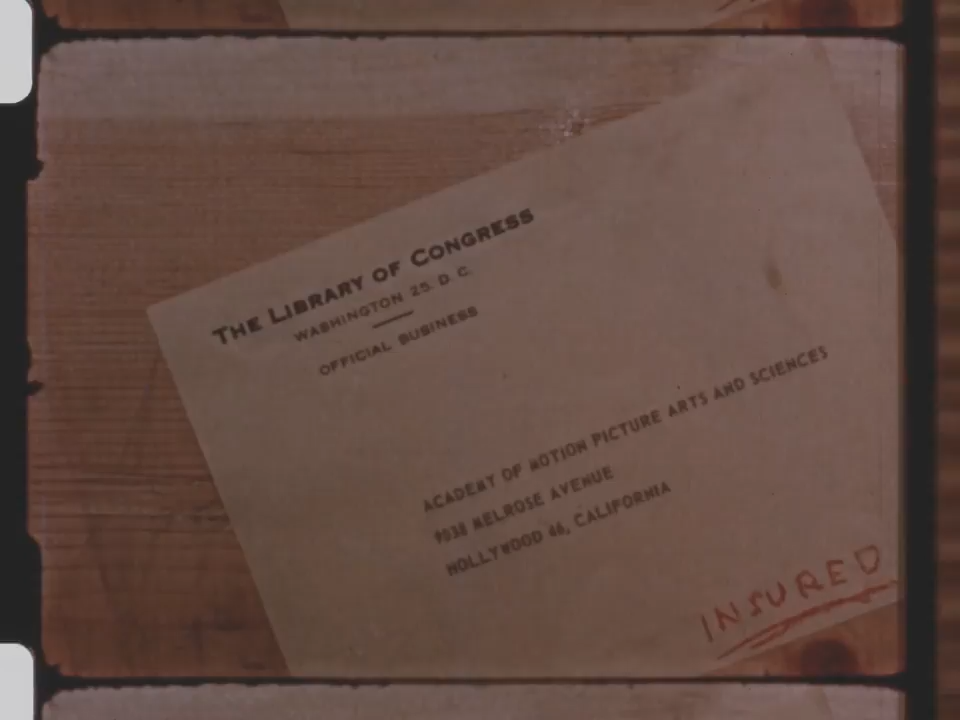 THE LIBRARY OF CONGRESS
WASHINGTON 25, D. C.
OFFICIAL BUSINESS
ACADEMY OF MOTION PICTURE ARTS AND SCIENCES
9038 MELROSE AVENUE
HOLLYWOOD 46, CALIFORNIA
INSURED